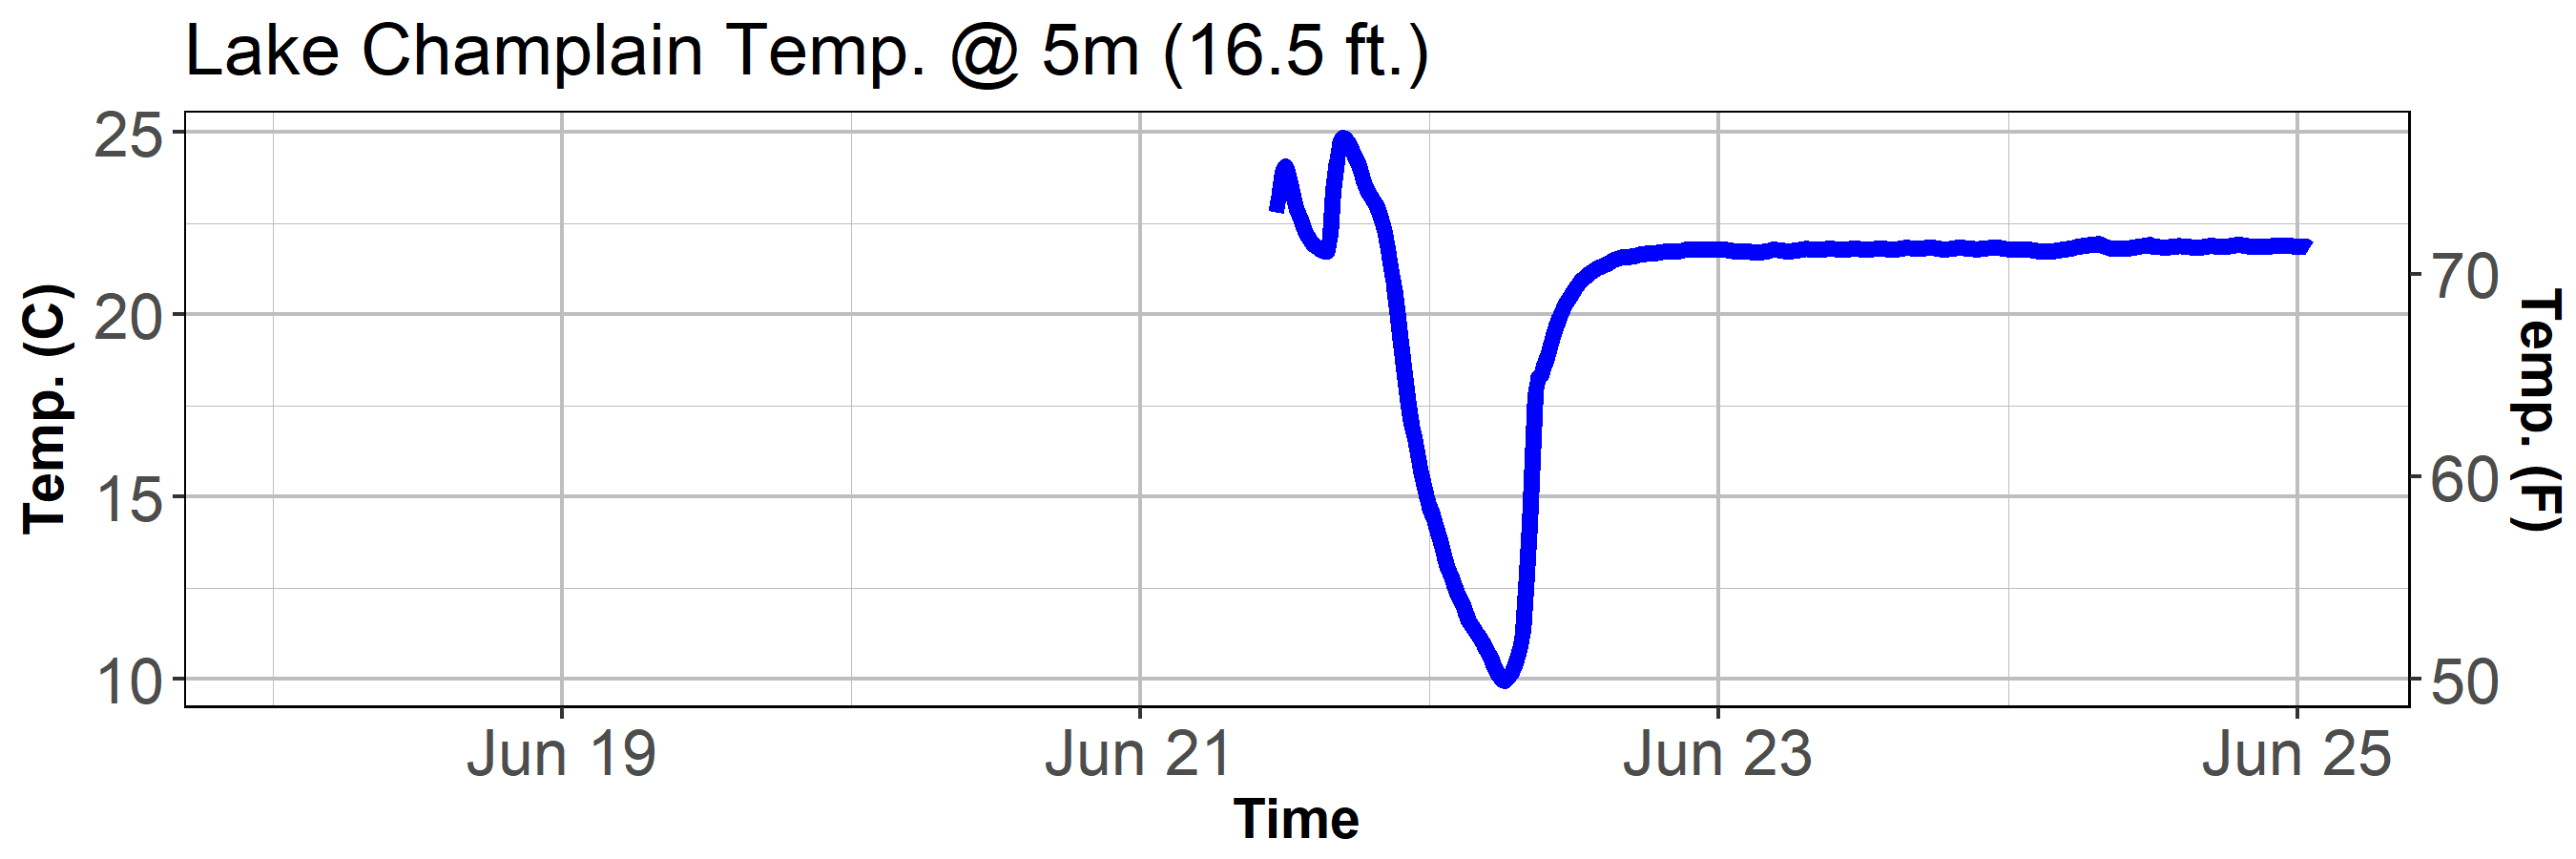 Lake Champlain Temp. @ 5m (16.5 ft.)
Temp. (C)
25
20
15
10
70
60
50
Temp. (F)
Jun 19
Jun 21
Jun 23
Jun 25
Time